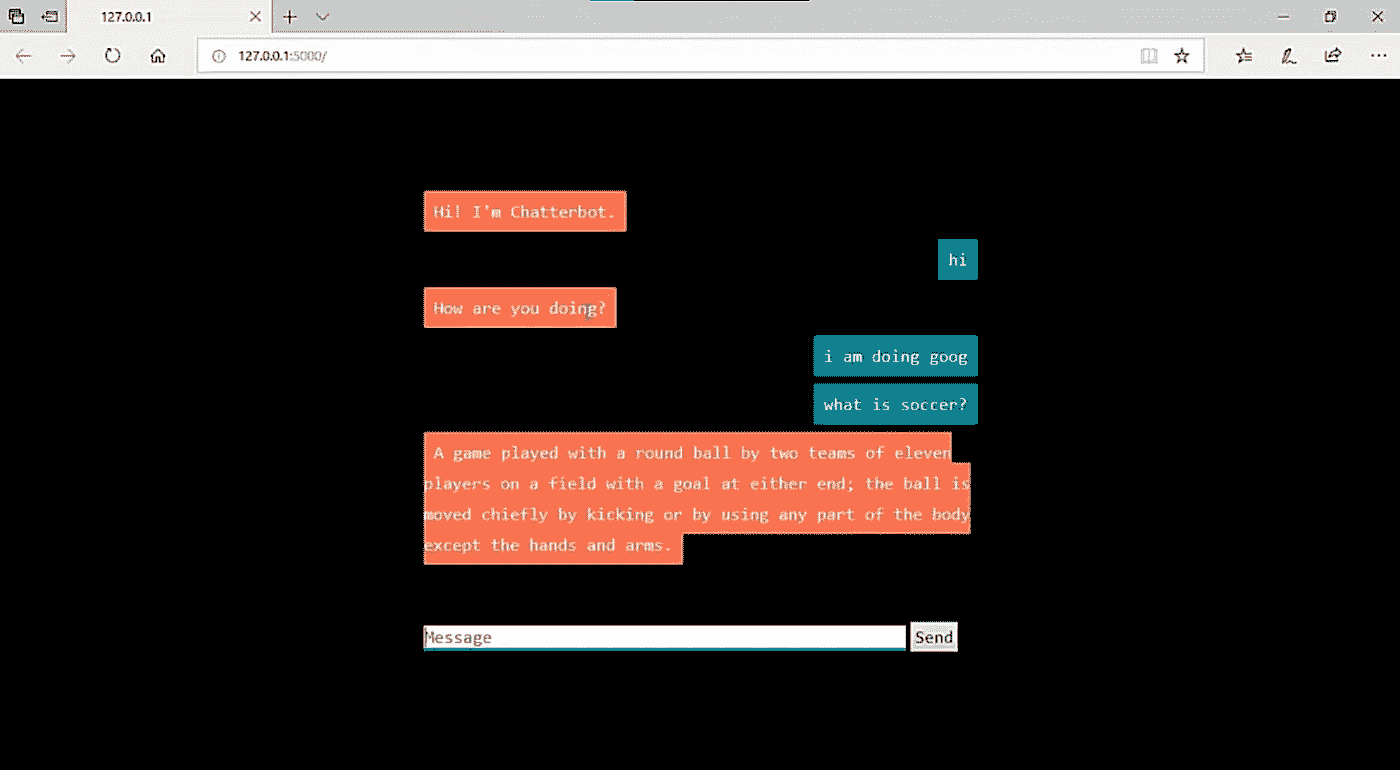 127.0.0.1
127.0.0.1:5000/
Hi! I'm Chatterbot.
hi
How are you doing?
i am doing goog
what is soccer?
A game played with a round ball by two teams of eleven
players on a field with a goal at either end; the ball is
moved chiefly by kicking or by using any part of the body
except the hands and arms.
Message
Send